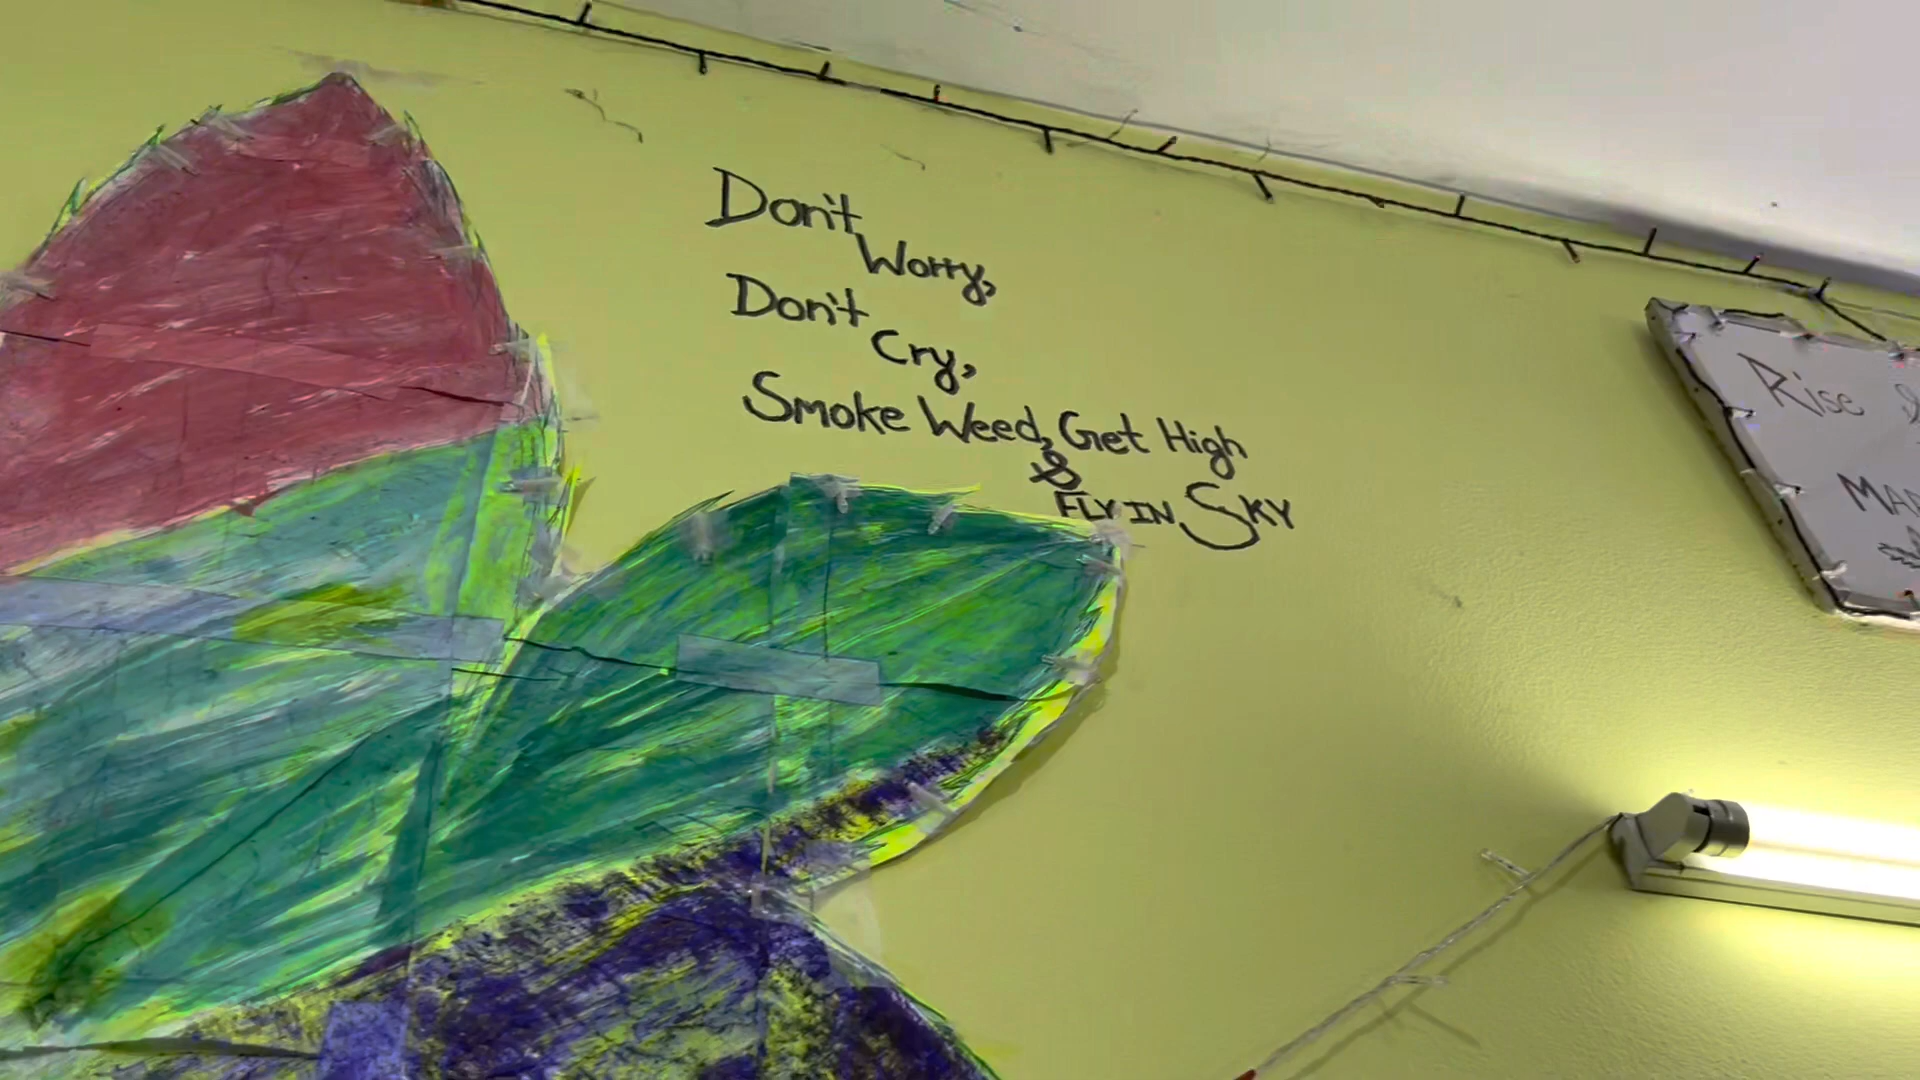 Don't
Worry,
Don't
Cry,
Smoke Weed, Get High
&
FLY IN SKY
Rise